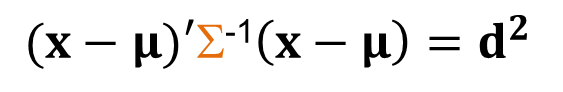 (x − μ)′Σ⁻¹(x − μ) = d²